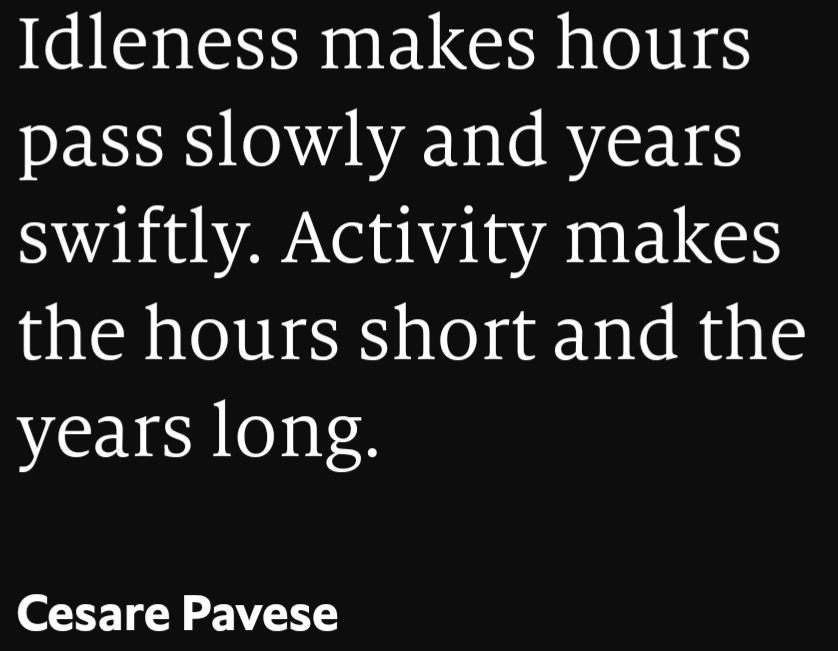 Idleness makes hours
pass slowly and years
swiftly. Activity makes
the hours short and the
years long.
Cesare Pavese